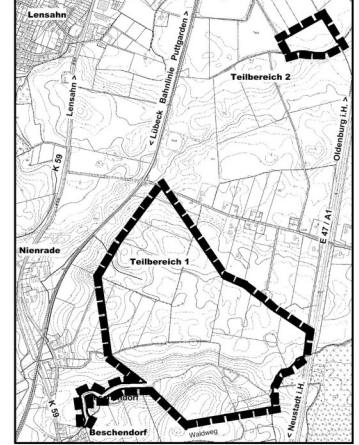 Lensahn
Teilbereich 2
Lensahn >
< Lübeck Bahnlinie Puttgarden >
Oldenburg i.H. >
K 59
E 47 / A1
Nienrade
Teilbereich 1
K 59
Beschendorf
Waldweg
Neustadt i.H.